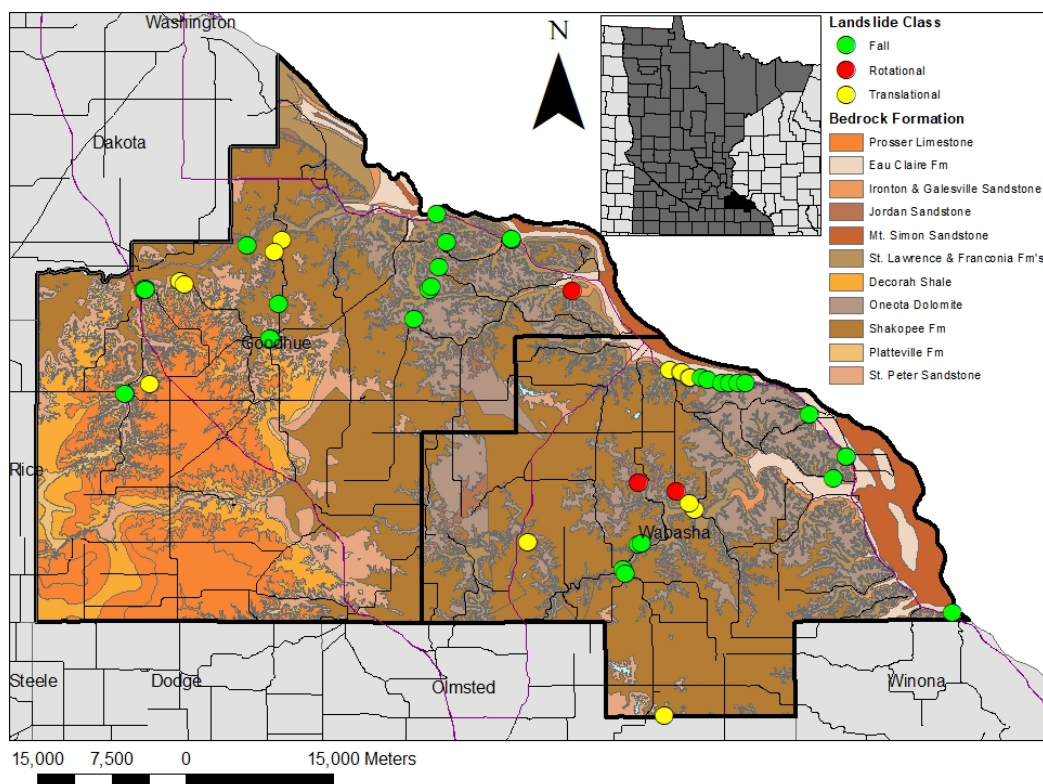 Washington
N
Dakota
Goodhue
Rice
Wabasha
Steele
Dodge
Olmsted
Winona
15,000 7,500 0 15,000 Meters
Landslide Class
Fall
Rotational
Translational
Bedrock Formation
Prosser Limestone
Eau Claire Fm
Ironton & Galesville Sandstone
Jordan Sandstone
Mt. Simon Sandstone
St. Lawrence & Franconia Fm's
Decorah Shale
Oneota Dolomite
Shakopee Fm
Platteville Fm
St. Peter Sandstone